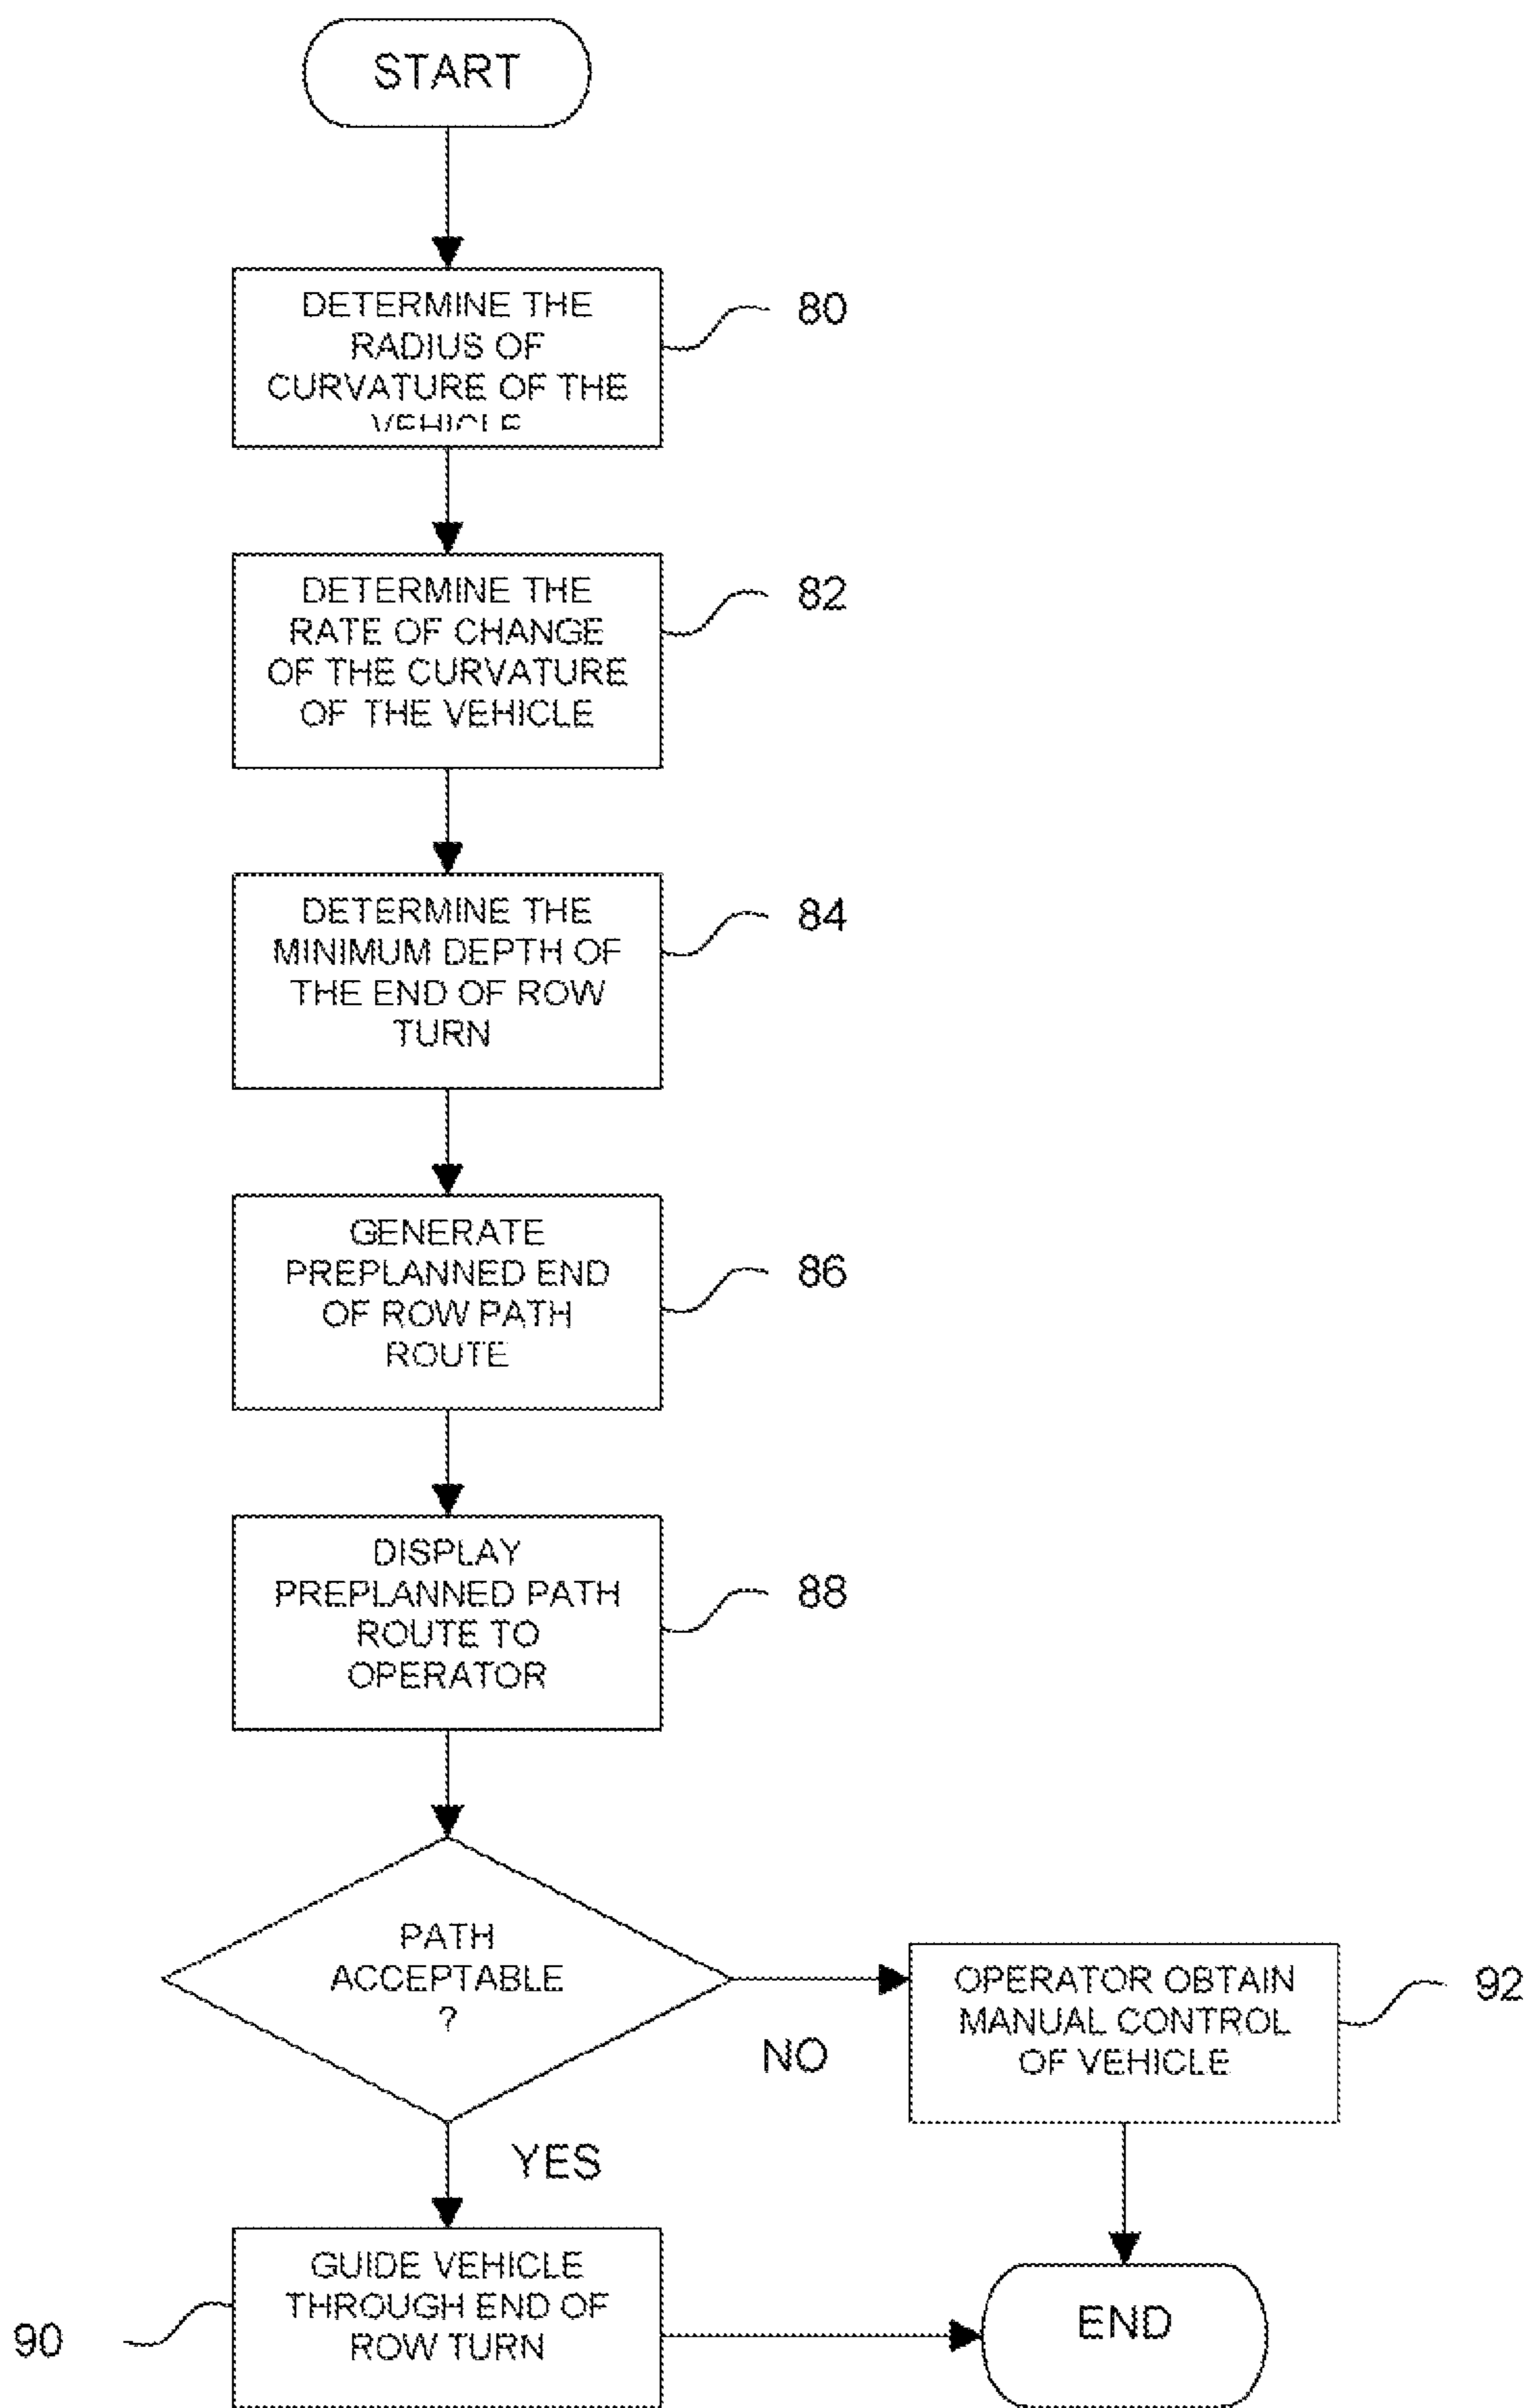 START
DETERMINE THE
RADIUS OF
CURVATURE OF THE
VEHICLE
80
DETERMINE THE
RATE OF CHANGE
OF THE CURVATURE
OF THE VEHICLE
82
DETERMINE THE
MINIMUM DEPTH OF
THE END OF ROW
TURN
84
GENERATE
PREPLANNED END
OF ROW PATH
ROUTE
86
DISPLAY
PREPLANNED PATH
ROUTE TO
OPERATOR
88
PATH
ACCEPTABLE
?
NO
OPERATOR OBTAIN
MANUAL CONTROL
OF VEHICLE
92
YES
GUIDE VEHICLE
THROUGH END OF
ROW TURN
90
END